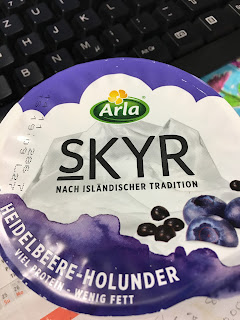 Arla
SKYR
NACH ISLÄNDISCHER TRADITION
HEIDELBEERE-HOLUNDER
VIEL PROTEIN - WENIG FETT